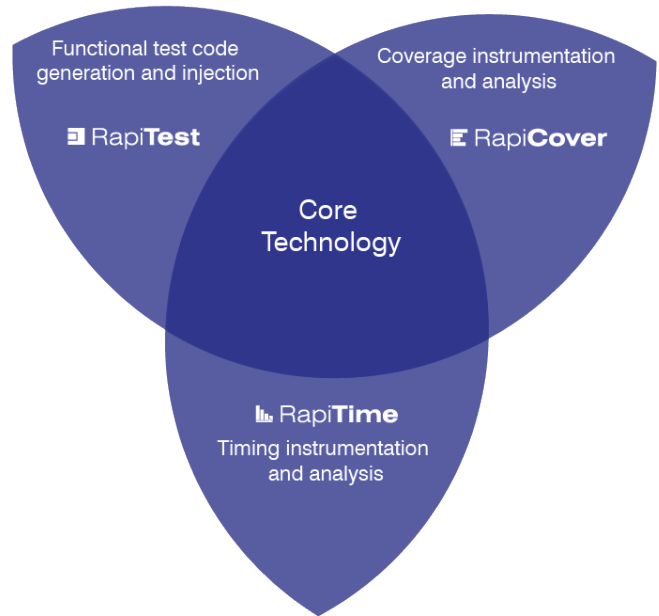 Functional test code
generation and injection
RapiTest
Coverage instrumentation
and analysis
RapiCover
Core
Technology
RapiTime
Timing instrumentation
and analysis